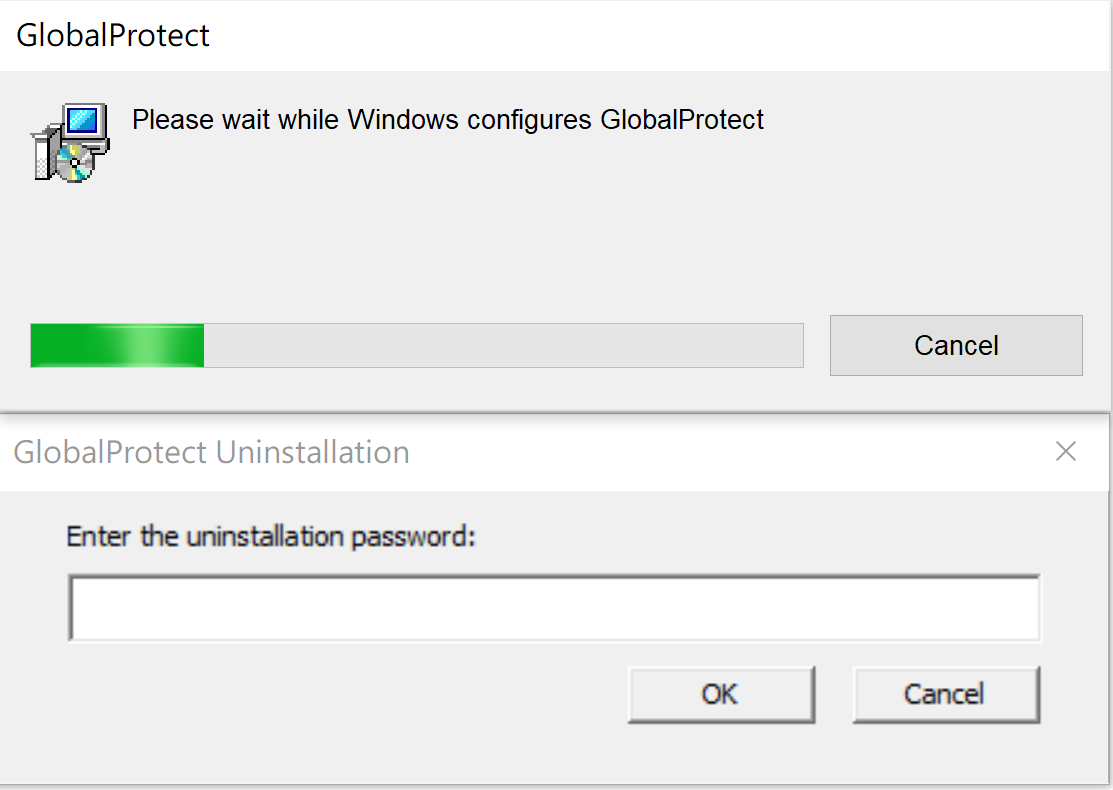 GlobalProtect
Please wait while Windows configures GlobalProtect
Cancel
GlobalProtect Uninstallation
Enter the uninstallation password:
OK
Cancel